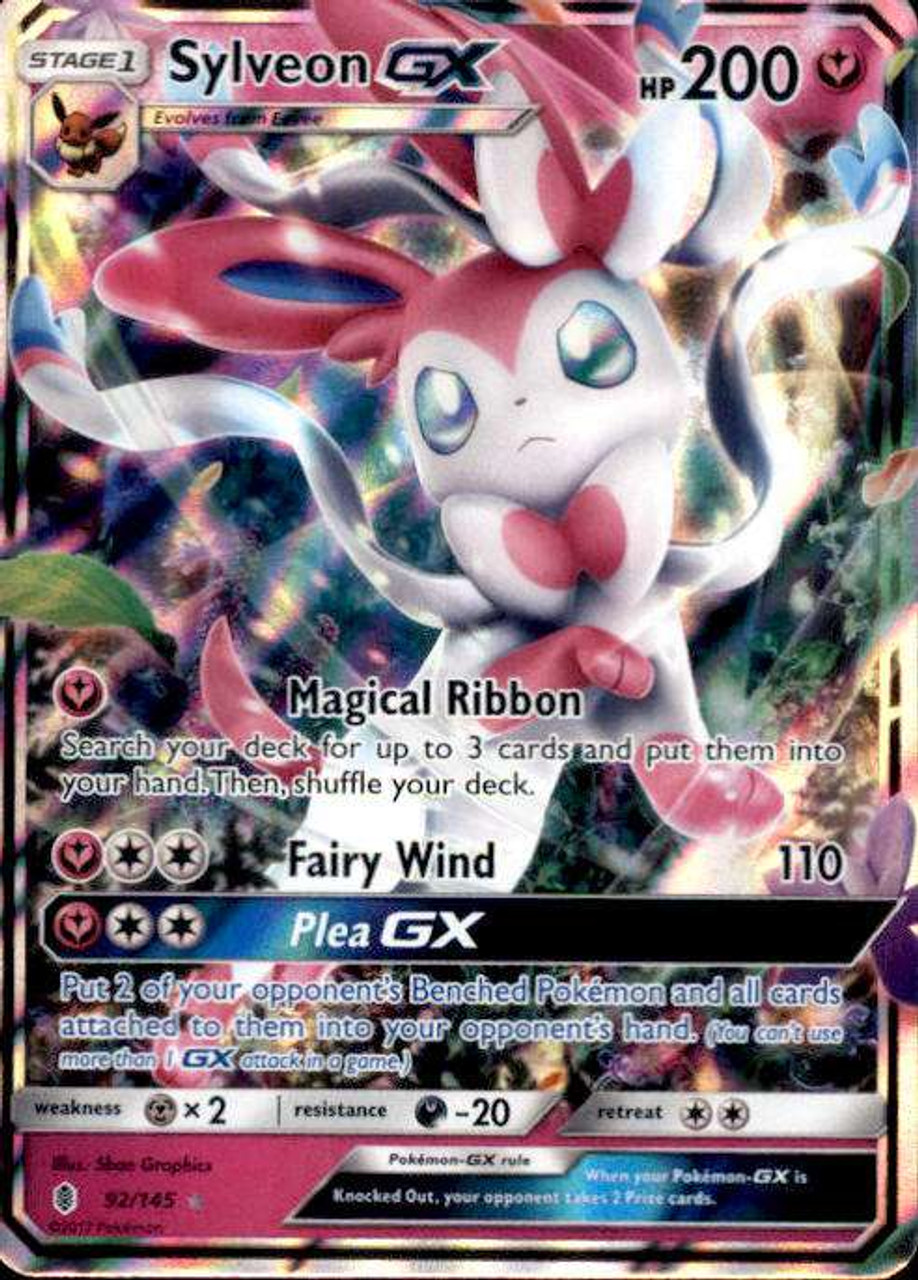 STAGE 1 Sylveon GX HP 200
Evolves from Eevee
Magical Ribbon
Search your deck for up to 3 cards and put them into
your hand. Then, shuffle your deck.
Fairy Wind 110
Plea GX
Put 2 of your opponent's Benched Pokémon and all cards
attached to them into your opponent's hand. (You can't use
more than 1 GX attack in a game.)
weakness ×2 resistance -20 retreat
Illus. Shon Graphics
Pokémon-GX rule
When your Pokémon-GX is
Knocked Out, your opponent takes 2 Prize cards.
92/145
©2017 Pokémon